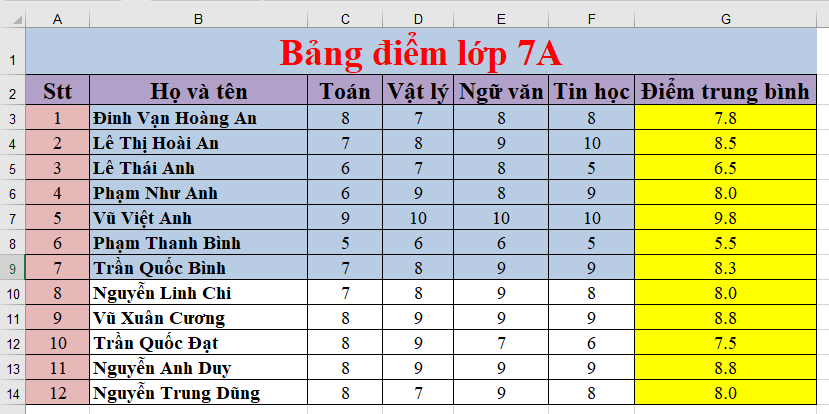 A B C D E F G
1 Bảng điểm lớp 7A
2 Stt Họ và tên Toán Vật lý Ngữ văn Tin học Điểm trung bình
3 1 Đinh Vạn Hoàng An 8 7 8 8 7.8
4 2 Lê Thị Hoài An 7 8 9 10 8.5
5 3 Lê Thái Anh 6 7 8 5 6.5
6 4 Phạm Như Anh 6 9 8 9 8.0
7 5 Vũ Việt Anh 9 10 10 10 9.8
8 6 Phạm Thanh Bình 5 6 6 5 5.5
9 7 Trần Quốc Bình 7 8 9 9 8.3
10 8 Nguyễn Linh Chi 7 8 9 8 8.0
11 9 Vũ Xuân Cương 8 9 9 9 8.8
12 10 Trần Quốc Đạt 8 9 7 6 7.5
13 11 Nguyễn Anh Duy 8 9 9 9 8.8
14 12 Nguyễn Trung Dũng 8 7 9 8 8.0